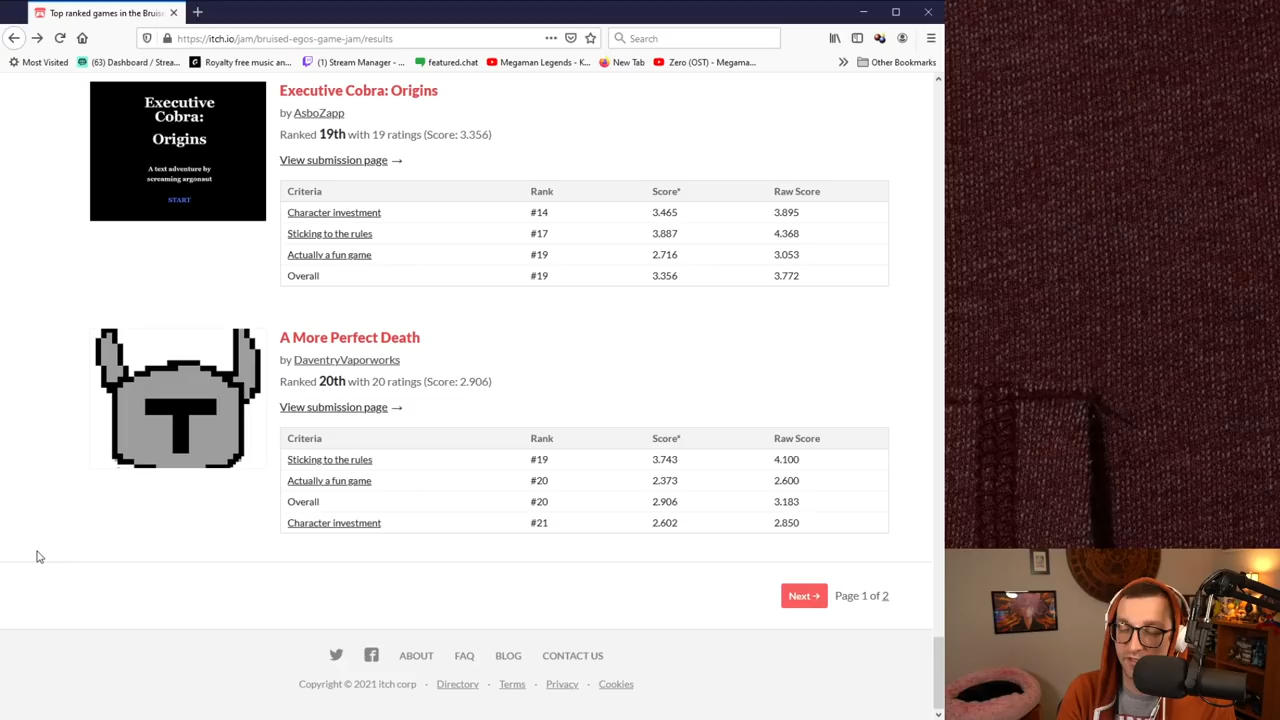 Top ranked games in the Bruise
https://itch.io/jam/bruised-egos-game-jam/results
Search
Most Visited
(63) Dashboard / Strea...
Royalty free music an...
(1) Stream Manager - ...
featured.chat
Megaman Legends - K...
New Tab
Zero (OST) - Megama...
Other Bookmarks
Executive
Cobra:
Origins
A text adventure by
screaming argonaut
START
Executive Cobra: Origins
by AsboZapp
Ranked 19th with 19 ratings (Score: 3.356)
View submission page →
Criteria Rank Score* Raw Score
Character investment #14 3.465 3.895
Sticking to the rules #17 3.887 4.368
Actually a fun game #19 2.716 3.053
Overall #19 3.356 3.772
T
A More Perfect Death
by DaventryVaporworks
Ranked 20th with 20 ratings (Score: 2.906)
View submission page →
Criteria Rank Score* Raw Score
Sticking to the rules #19 3.743 4.100
Actually a fun game #20 2.373 2.600
Overall #20 2.906 3.183
Character investment #21 2.602 2.850
Next → Page 1 of 2
ABOUT FAQ BLOG CONTACT US
Copyright © 2021 itch corp · Directory · Terms · Privacy · Cookies